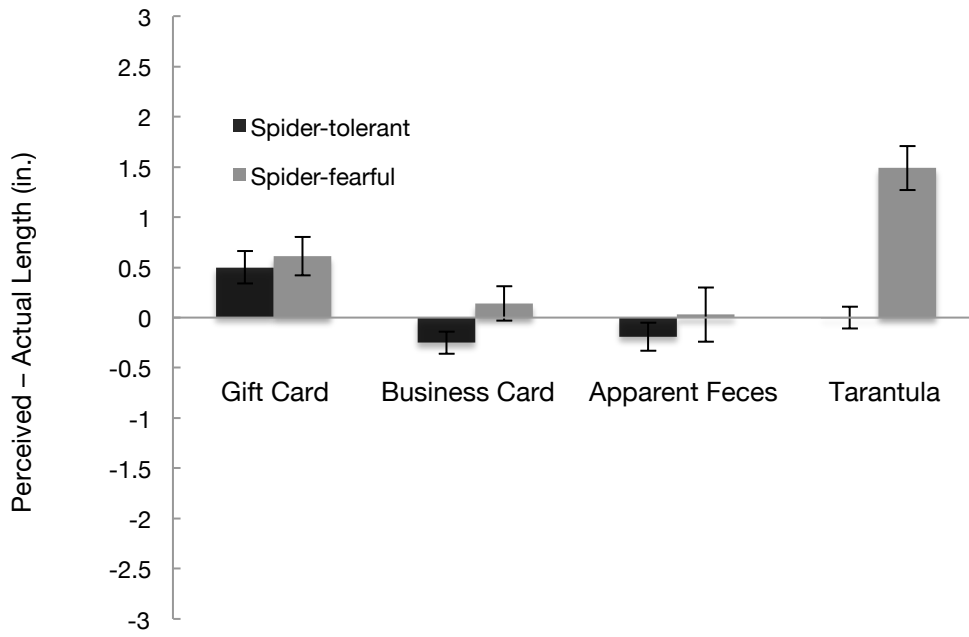 Perceived – Actual Length (in.)
3
2.5
2
1.5
1
0.5
0
-0.5
-1
-1.5
-2
-2.5
-3
Spider-tolerant
Spider-fearful
Gift Card
Business Card
Apparent Feces
Tarantula